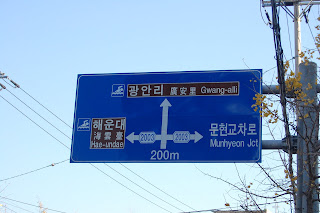 광안리 廣安里 Gwang-alli
해운대
海雲臺
Hae-undae
문현교차로
Munhyeon Jct
200m